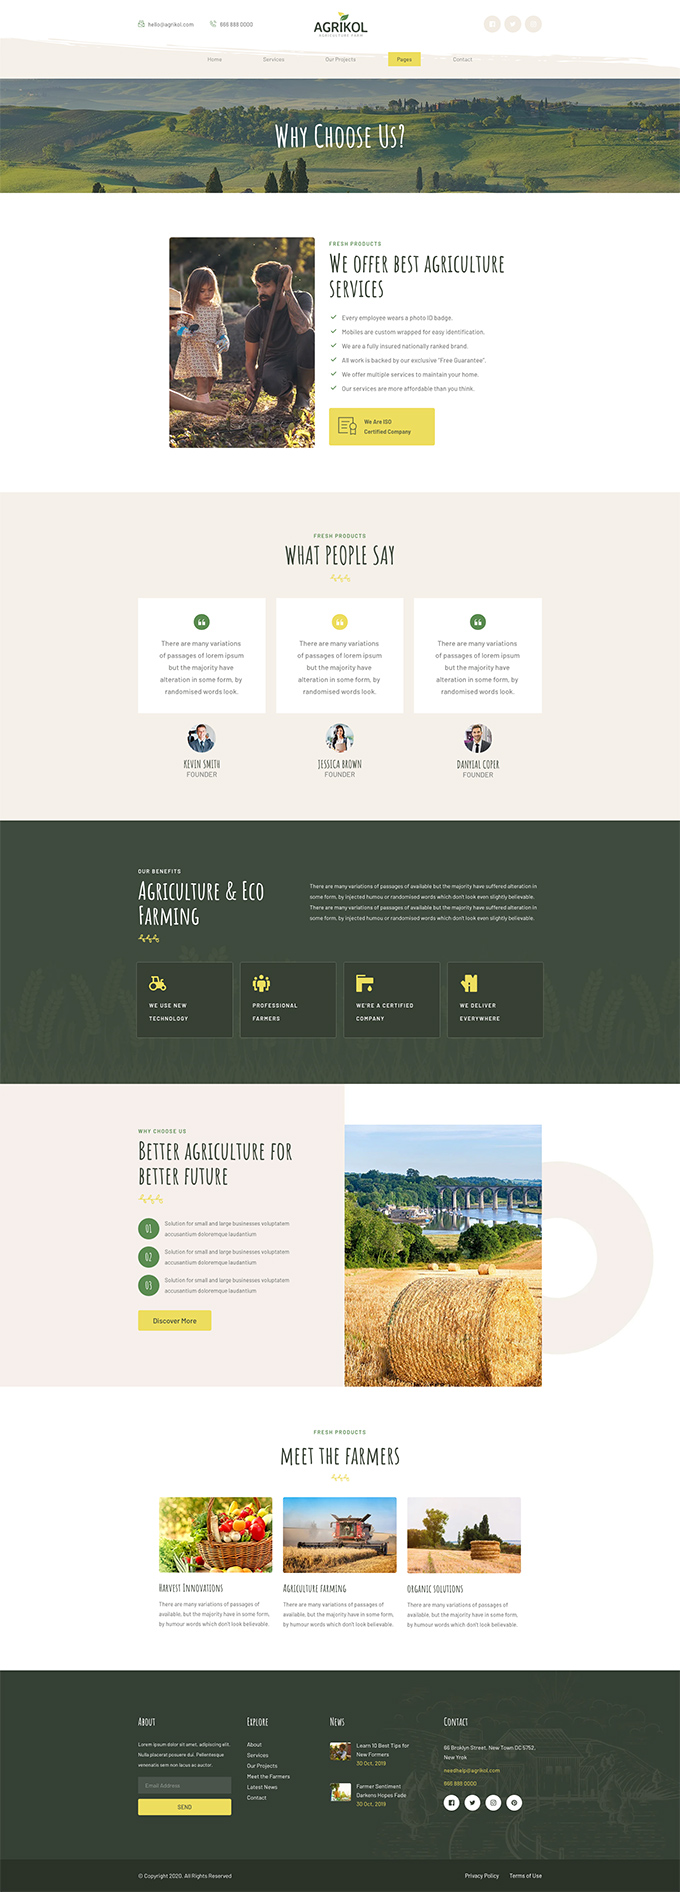 hello@agrikol.com
866 888 0000
AGRIKOL
AGRICULTURE FARM
Home
Services
Our Projects
Pages
Contact
Why Choose Us?
FRESH PRODUCTS
We offer best agriculture
services
Every employee wears a photo ID badge.
Mobiles are custom wrapped for easy identification.
We are a fully insured nationally ranked brand.
All work is backed by our exclusive "Free Guarantee".
We offer multiple services to maintain your home.
Our services are more affordable than you think.
We Are ISO
Certified Company
FRESH PRODUCTS
What people say
There are many variations
of passages of lorem ipsum
but the majority have
alteration in some form, by
randomised words look.
Kevin Smith
FOUNDER
There are many variations
of passages of lorem ipsum
but the majority have
alteration in some form, by
randomised words look.
Jessica Brown
FOUNDER
There are many variations
of passages of lorem ipsum
but the majority have
alteration in some form, by
randomised words look.
Danyial Coper
FOUNDER
OUR BENEFITS
Agriculture & Eco
Farming
There are many variations of passages of available but the majority have suffered alteration in
some form, by injected humou or randomised words which don't look even slightly believable.
There are many variations of passages of available but the majority have suffered alteration in
some form, by injected humou or randomised words which don't look even slightly believable.
WE USE NEW
TECHNOLOGY
PROFESSIONAL
FARMERS
WE'RE A CERTIFIED
COMPANY
WE DELIVER
EVERYWHERE
WHY CHOOSE US
Better agriculture for
better future
01
Solution for small and large businesses voluptatem
accusantium doloremque laudantium
02
Solution for small and large businesses voluptatem
accusantium doloremque laudantium
03
Solution for small and large businesses voluptatem
accusantium doloremque laudantium
Discover More
FRESH PRODUCTS
meet the farmers
Harvest Innovations
There are many variations of passages of
available, but the majority have in some form,
by humour words which don't look believable.
Agriculture farming
There are many variations of passages of
available, but the majority have in some form,
by humour words which don't look believable.
organic solutions
There are many variations of passages of
available, but the majority have in some form,
by humour words which don't look believable.
About
Lorem ipsum dolor sit amet, adipiscing elit.
Nulla placerat posuere dui. Pellentesque
venenatis sem non lacus ac auctor.
Email Address
SEND
Explore
About
Services
Our Projects
Meet the Farmers
Latest News
Contact
News
Learn 10 Best Tips for
New Formers
30 Oct, 2019
Farmer Sentiment
Darkens Hopes Fade
30 Oct, 2019
Contact
66 Broklyn Street, New Town DC 5752,
New Yrok
needhelp@agrikol.com
866 888 0000
© Copyright 2020. All Rights Reserved
Privacy Policy
Terms of Use